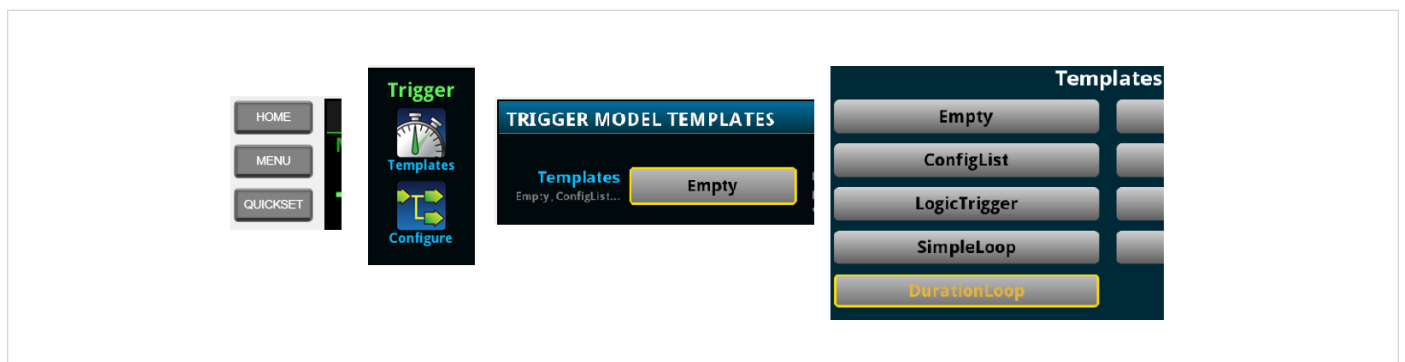 HOME
MENU
QUICKSET
Trigger
Templates
Configure
TRIGGER MODEL TEMPLATES
Templates
Empty, ConfigList...
Empty
Templates
Empty
ConfigList
LogicTrigger
SimpleLoop
DurationLoop